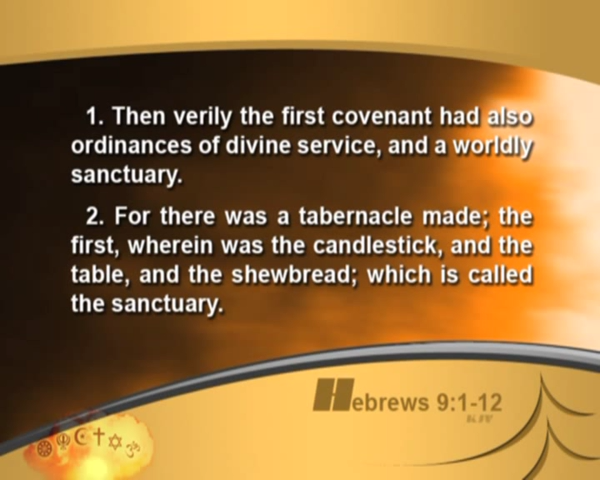 1. Then verily the first covenant had also
ordinances of divine service, and a worldly
sanctuary.
2. For there was a tabernacle made; the
first, wherein was the candlestick, and the
table, and the shewbread; which is called
the sanctuary.
Hebrews 9:1-12
KJV